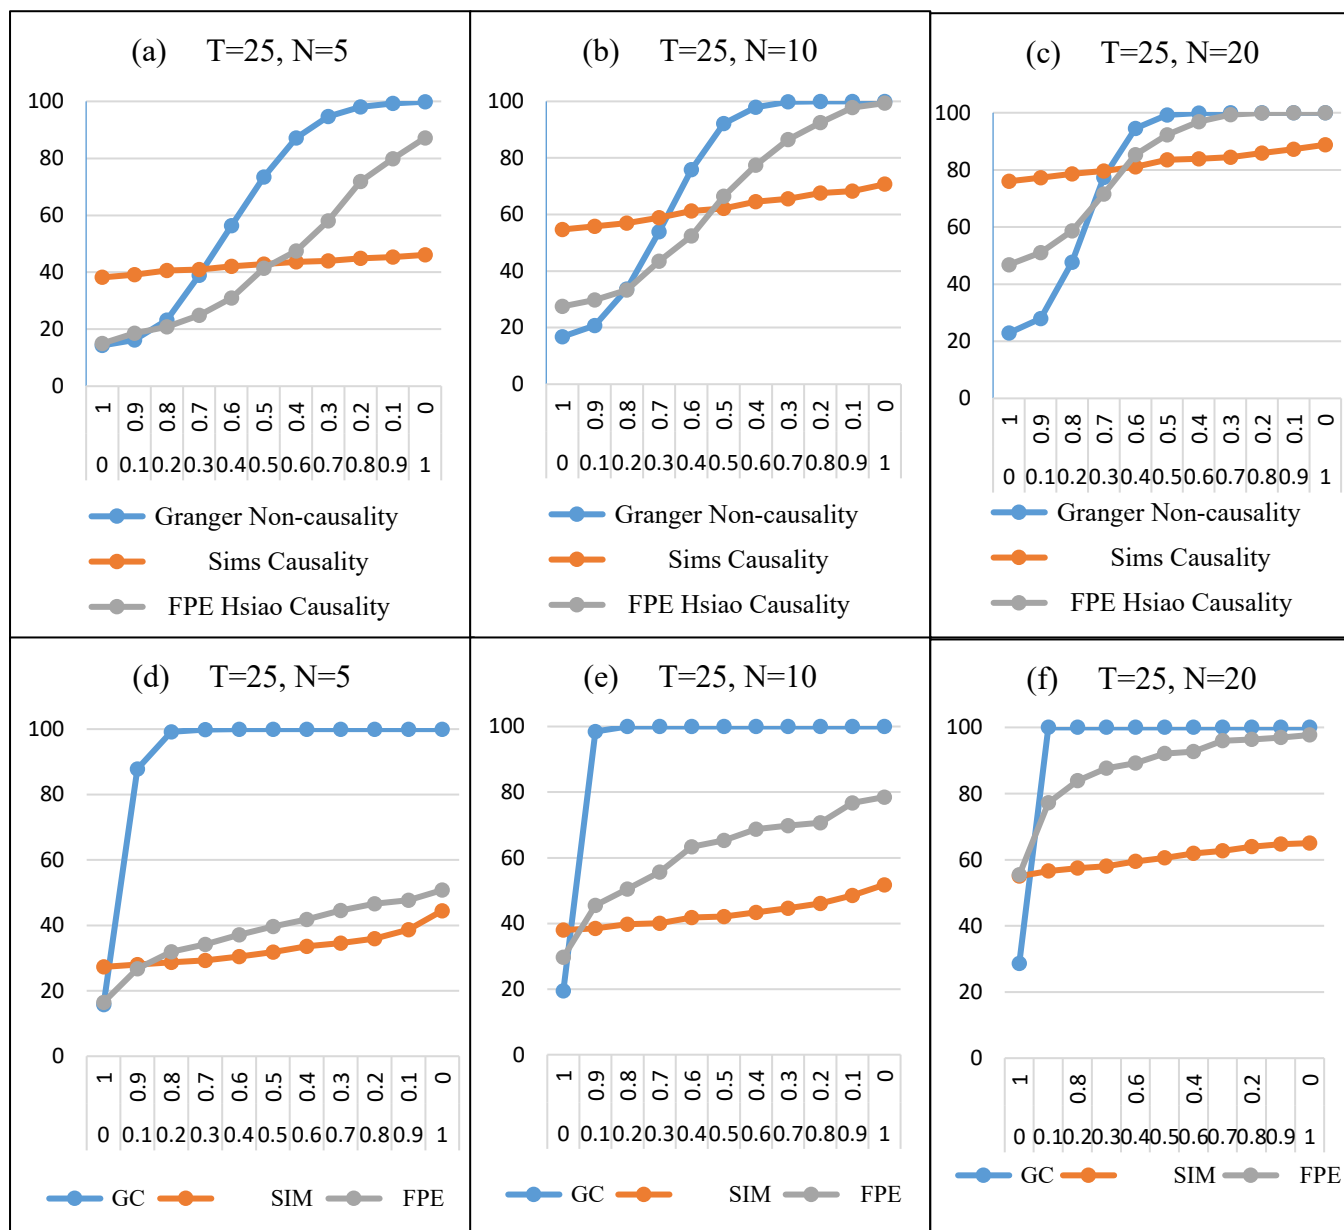 (a) T=25, N=5
100
80
60
40
20
0
1 0.9 0.8 0.7 0.6 0.5 0.4 0.3 0.2 0.1 0
0 0.1 0.2 0.3 0.4 0.5 0.6 0.7 0.8 0.9 1
Granger Non-causality
Sims Causality
FPE Hsiao Causality
(b) T=25, N=10
100
80
60
40
20
0
1 0.9 0.8 0.7 0.6 0.5 0.4 0.3 0.2 0.1 0
0 0.1 0.2 0.3 0.4 0.5 0.6 0.7 0.8 0.9 1
Granger Non-causality
Sims Causality
FPE Hsiao Causality
(c) T=25, N=20
100
80
60
40
20
0
1 0.9 0.8 0.7 0.6 0.5 0.4 0.3 0.2 0.1 0
0 0.1 0.2 0.3 0.4 0.5 0.6 0.7 0.8 0.9 1
Granger Non-causality
Sims Causality
FPE Hsiao Causality
(d) T=25, N=5
100
80
60
40
20
0
1 0.9 0.8 0.7 0.6 0.5 0.4 0.3 0.2 0.1 0
0 0.1 0.2 0.3 0.4 0.5 0.6 0.7 0.8 0.9 1
GC SIM FPE
(e) T=25, N=10
100
80
60
40
20
0
1 0.9 0.8 0.7 0.6 0.5 0.4 0.3 0.2 0.1 0
0 0.1 0.2 0.3 0.4 0.5 0.6 0.7 0.8 0.9 1
GC SIM FPE
(f) T=25, N=20
100
80
60
40
20
0
1 0.8 0.6 0.4 0.2 0
0 0.1 0.2 0.3 0.4 0.5 0.6 0.7 0.8 0.9 1
GC SIM FPE